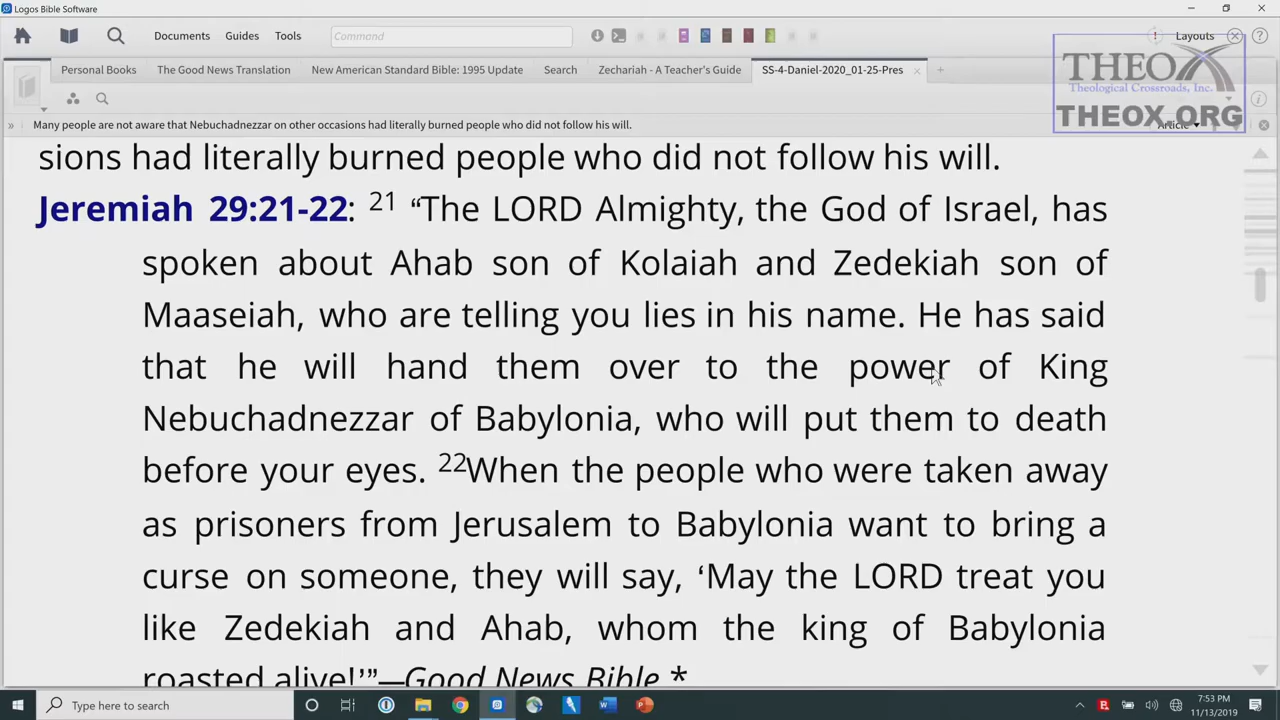 Logos Bible Software
Documents Guides Tools Command Layouts
THEOX
Theological Crossroads, Inc.
THEOX.ORG
Personal Books The Good News Translation New American Standard Bible: 1995 Update Search Zechariah - A Teacher's Guide SS-4-Daniel-2020_01-25-Pres
Many people are not aware that Nebuchadnezzar on other occasions had literally burned people who did not follow his will. Article
sions had literally burned people who did not follow his will.
Jeremiah 29:21-22: 21 “The LORD Almighty, the God of Israel, has
spoken about Ahab son of Kolaiah and Zedekiah son of
Maaseiah, who are telling you lies in his name. He has said
that he will hand them over to the power of King
Nebuchadnezzar of Babylonia, who will put them to death
before your eyes. 22When the people who were taken away
as prisoners from Jerusalem to Babylonia want to bring a
curse on someone, they will say, ‘May the LORD treat you
like Zedekiah and Ahab, whom the king of Babylonia
roasted alive!’”—Good News Bible *
Type here to search
7:53 PM
11/13/2019